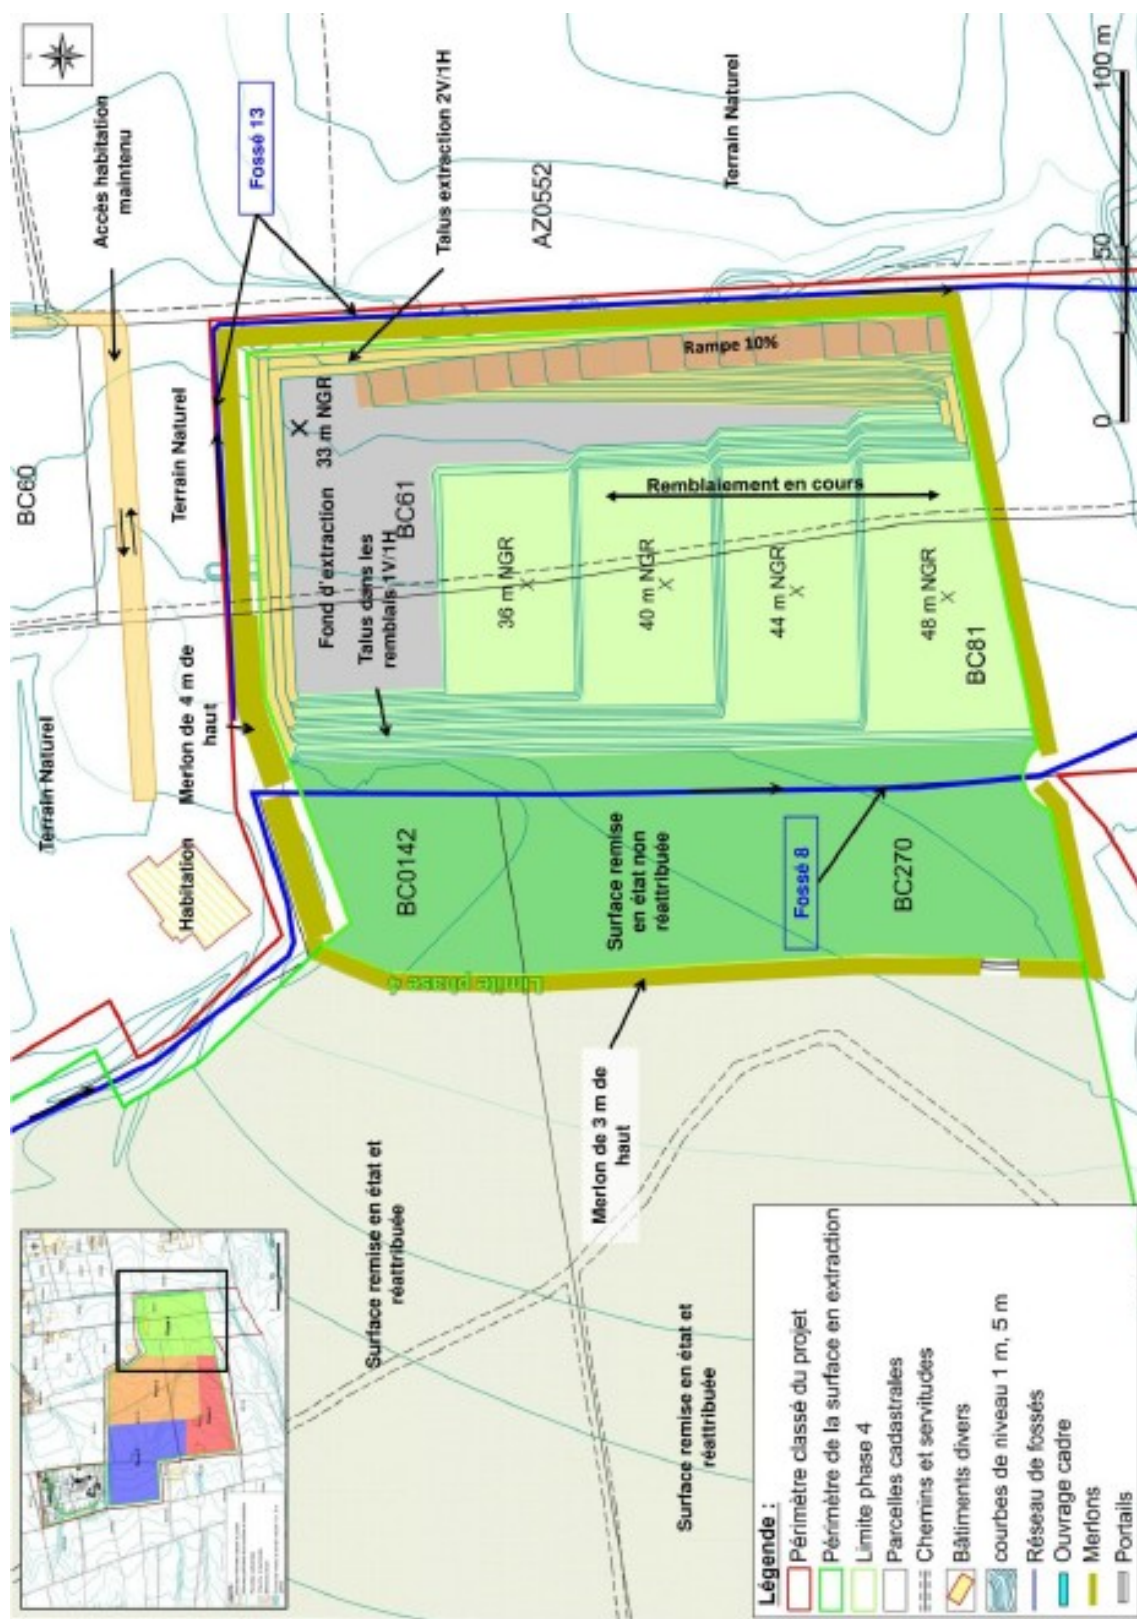 BC60
Accès habitation
maintenu
Fossé 13
Talus extraction 2V/1H
AZ0552
Terrain Naturel
100 m
50
0
Terrain Naturel
Terrain Naturel
Merlon de 4 m de
haut
Habitation
Fond d'extraction
33 m NGR
BC61
Talus dans les
remblais 1V/1H
Rampe 10%
Remblaiement en cours
36 m NGR
40 m NGR
44 m NGR
48 m NGR
BC81
BC0142
Surface remise
en état non
réattribuée
Fossé 8
BC270
Limite phase 4
Merlon de 3 m de
haut
Surface remise en état et
réattribuée
Surface remise en état et
réattribuée
Légende :
Périmètre classé du projet
Périmètre de la surface en extraction
Limite phase 4
Parcelles cadastrales
Chemins et servitudes
Bâtiments divers
courbes de niveau 1 m, 5 m
Réseau de fossés
Ouvrage cadre
Merlons
Portails